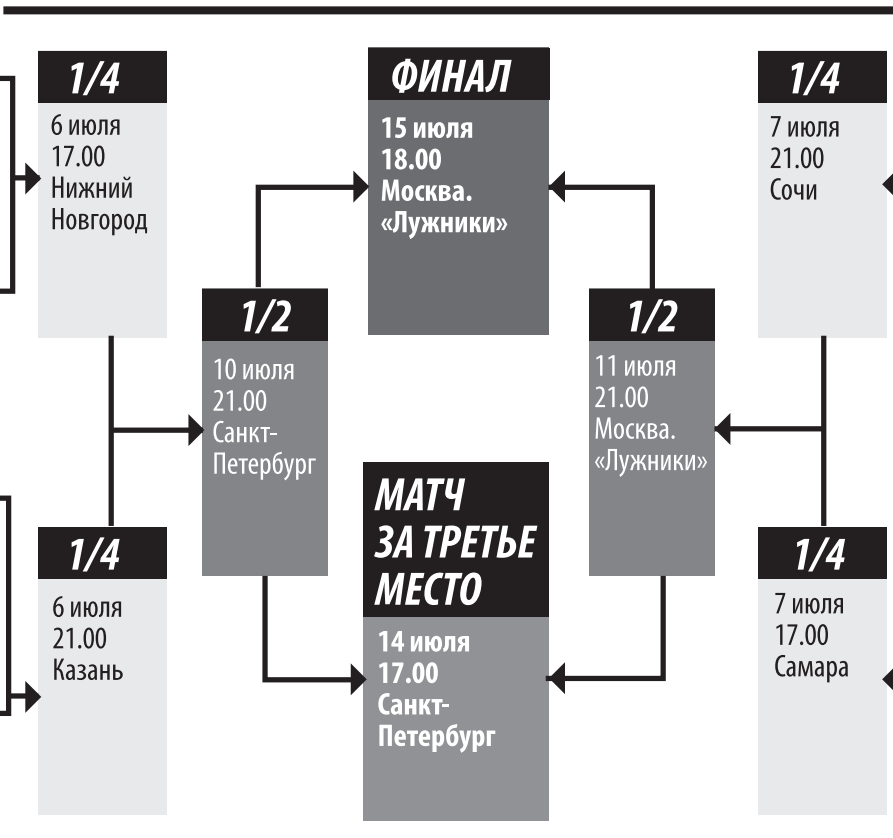 1/4
6 июля
17.00
Нижний
Новгород
ФИНАЛ
15 июля
18.00
Москва.
«Лужники»
1/4
7 июля
21.00
Сочи
1/2
10 июля
21.00
Санкт-
Петербург
1/2
11 июля
21.00
Москва.
«Лужники»
МАТЧ
ЗА ТРЕТЬЕ
МЕСТО
14 июля
17.00
Санкт-
Петербург
1/4
6 июля
21.00
Казань
1/4
7 июля
17.00
Самара